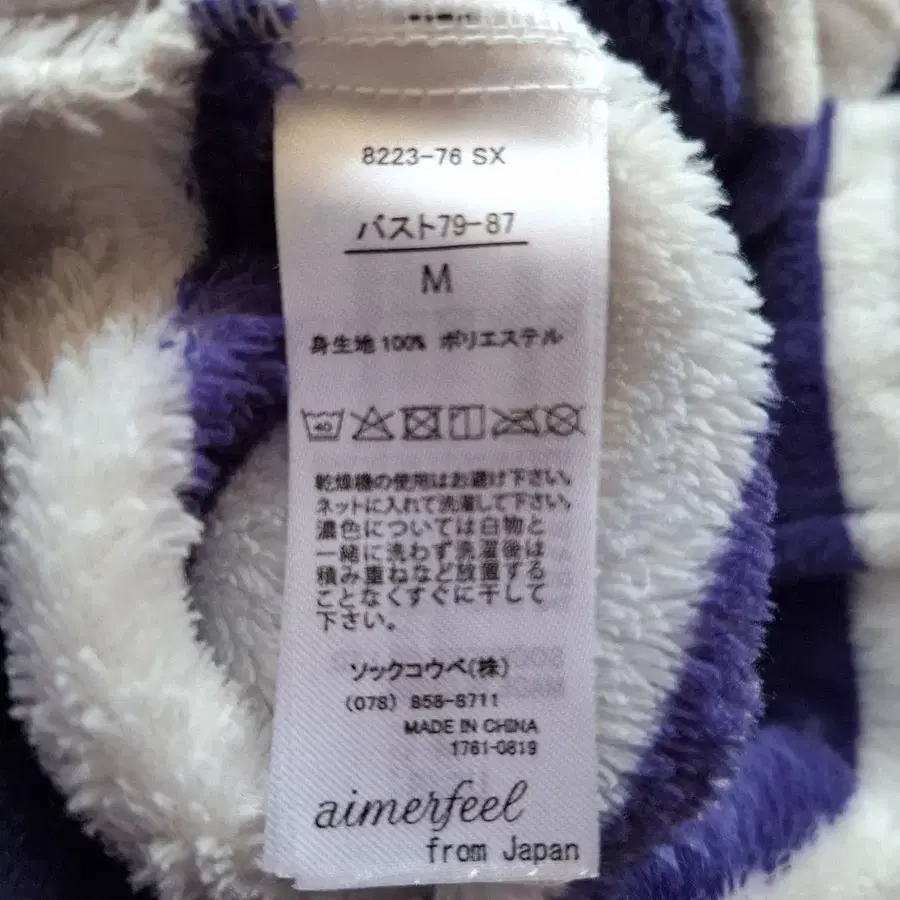 8223-76 SX
バスト79-87
M
身生地 100% ポリエステル
40
乾燥機の使用はお避け下さい。
ネットに入れて洗濯して下さい。
濃色については白物と
一緒に洗わず洗濯後は
積み重ねなど放置する
ことなくすぐに干して
下さい。
ソックコウベ(株)
(078) 858-8711
MADE IN CHINA
1761-0819
aimerfeel
from Japan